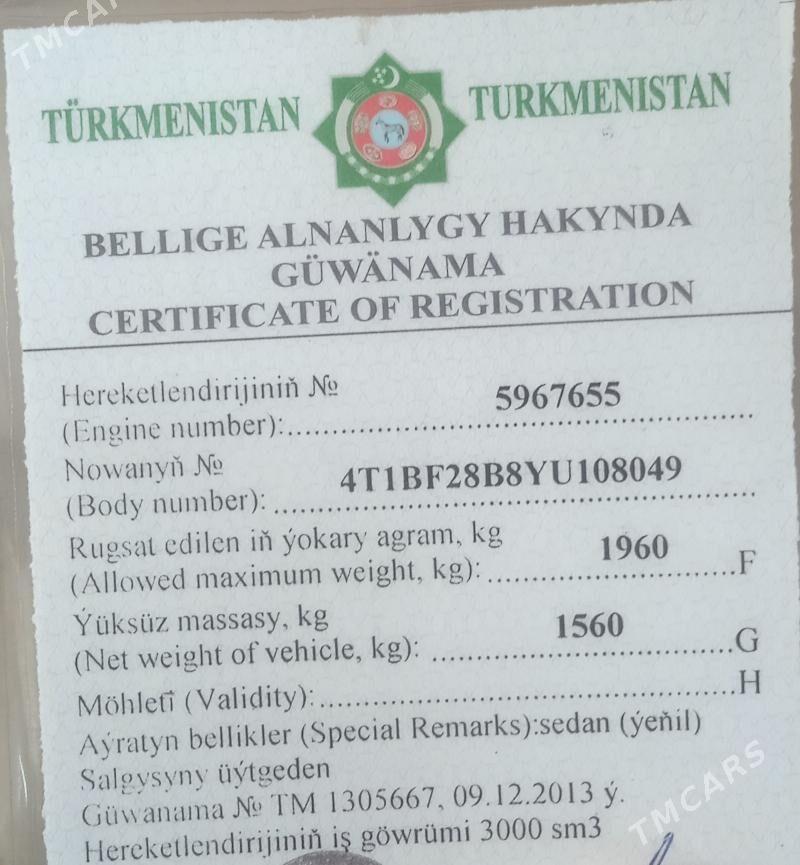 TMCARS
TÜRKMENISTAN TURKMENISTAN
BELLIGE ALNANLYGY HAKYNDA
GÜWÄNAMA
CERTIFICATE OF REGISTRATION
Hereketlendirijiniň №
5967655
(Engine number):
Nowanyň №
4T1BF28B8YU108049
(Body number):
Rugsat edilen iň ýokary agram, kg
1960
(Allowed maximum weight, kg): F
Ýüksüz massasy, kg
1560
(Net weight of vehicle, kg): G
Möhleti (Validity): H
Aýratyn bellikler (Special Remarks):sedan (ýeňil)
Salgysyny üýtgeden
Güwanama № TM 1305667, 09.12.2013 ý.
Hereketlendirijiniň iş göwrümi 3000 sm3
TMCARS